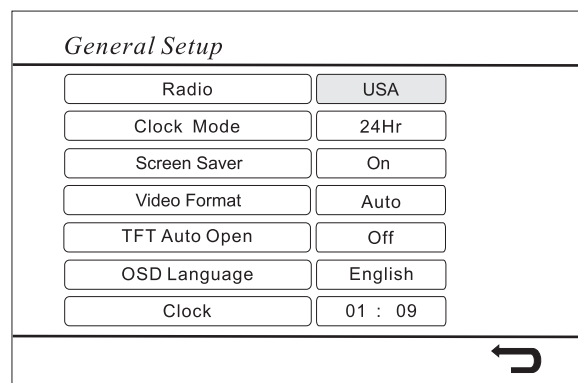 General Setup
Radio USA
Clock Mode 24Hr
Screen Saver On
Video Format Auto
TFT Auto Open Off
OSD Language English
Clock 01 : 09